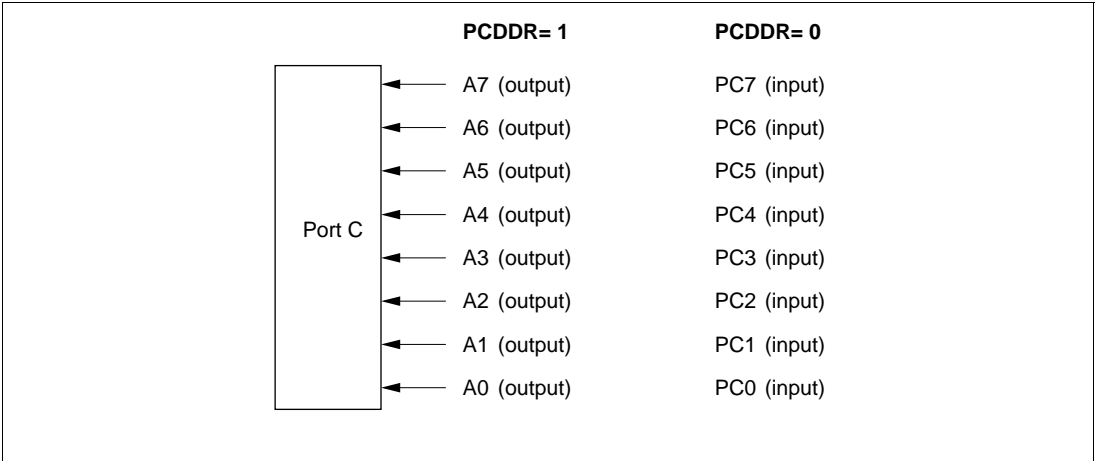 PCDDR= 1 PCDDR= 0
A7 (output) PC7 (input)
A6 (output) PC6 (input)
A5 (output) PC5 (input)
A4 (output) PC4 (input)
Port C
A3 (output) PC3 (input)
A2 (output) PC2 (input)
A1 (output) PC1 (input)
A0 (output) PC0 (input)